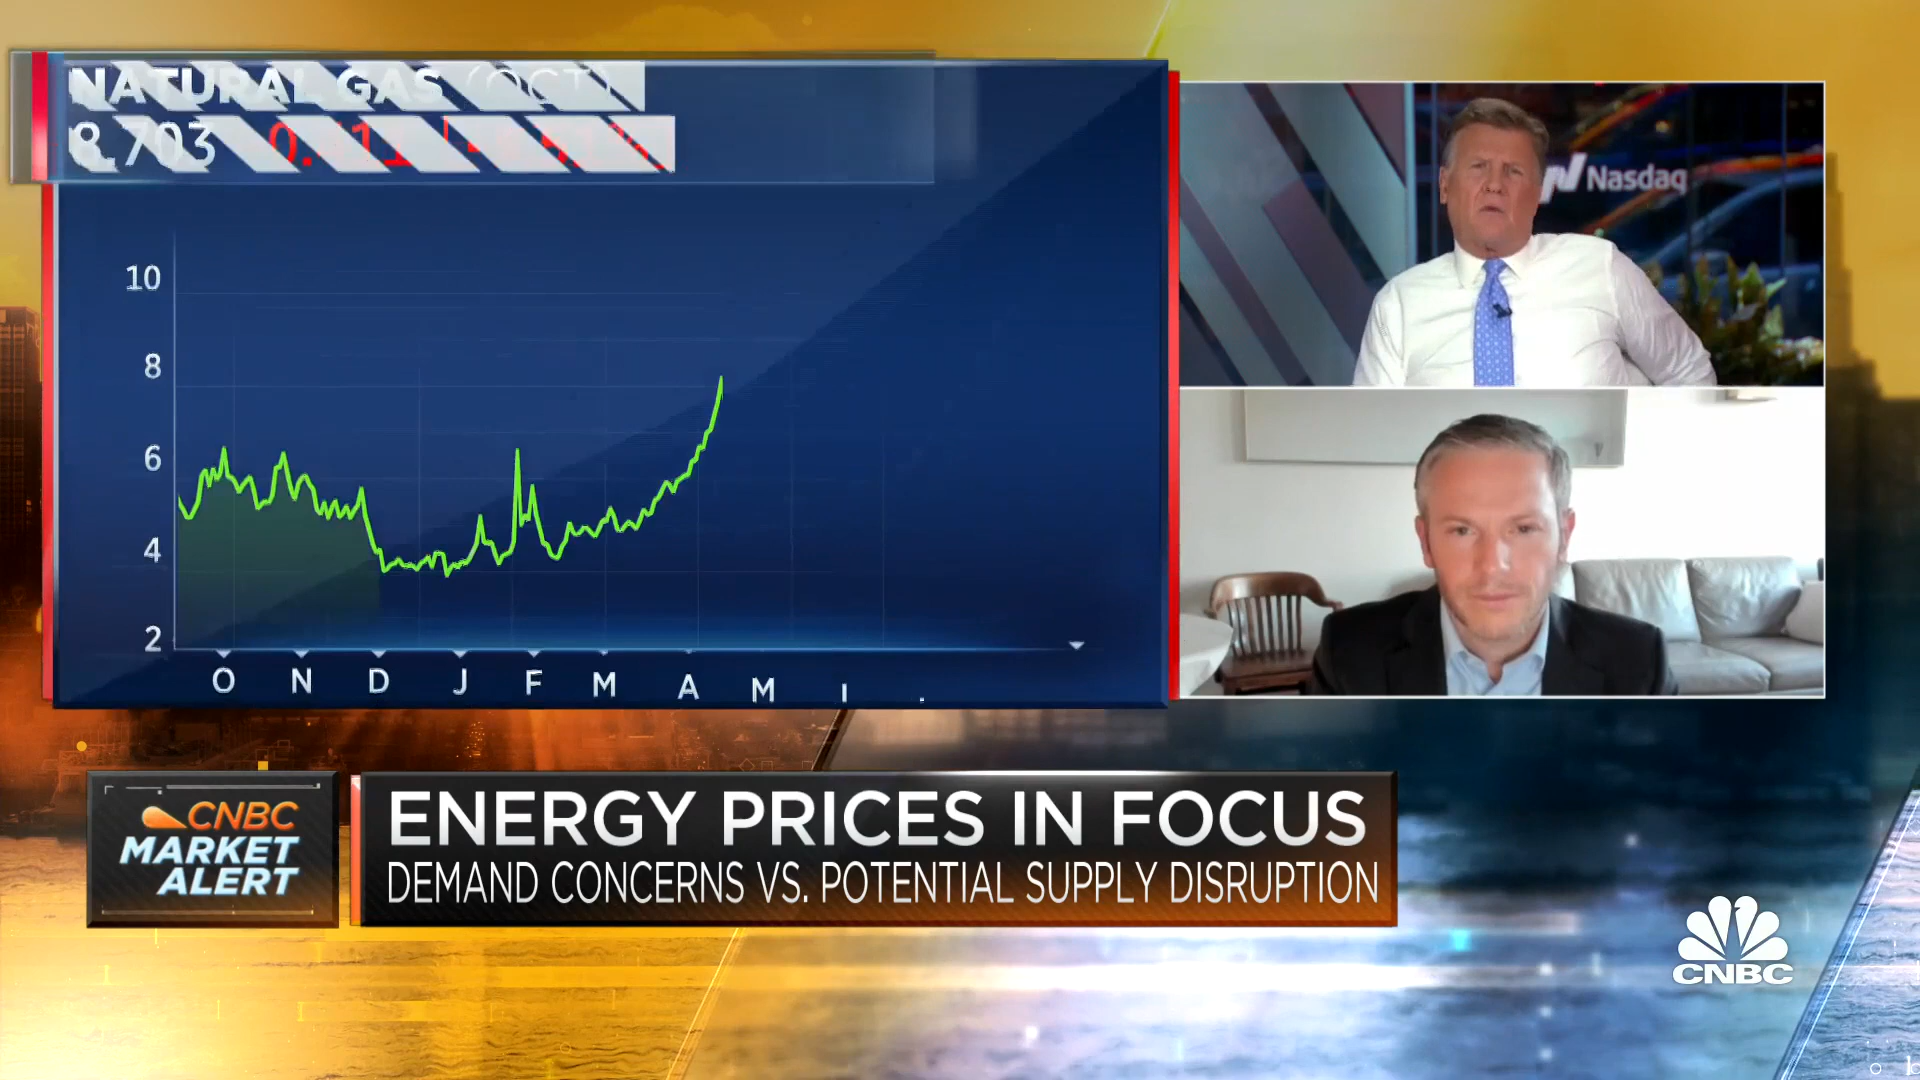 NATURAL GAS (OCT)
8.703
10
8
6
4
2
O N D J F M A M
Nasdaq
CNBC
MARKET
ALERT
ENERGY PRICES IN FOCUS
DEMAND CONCERNS VS. POTENTIAL SUPPLY DISRUPTION
CNBC